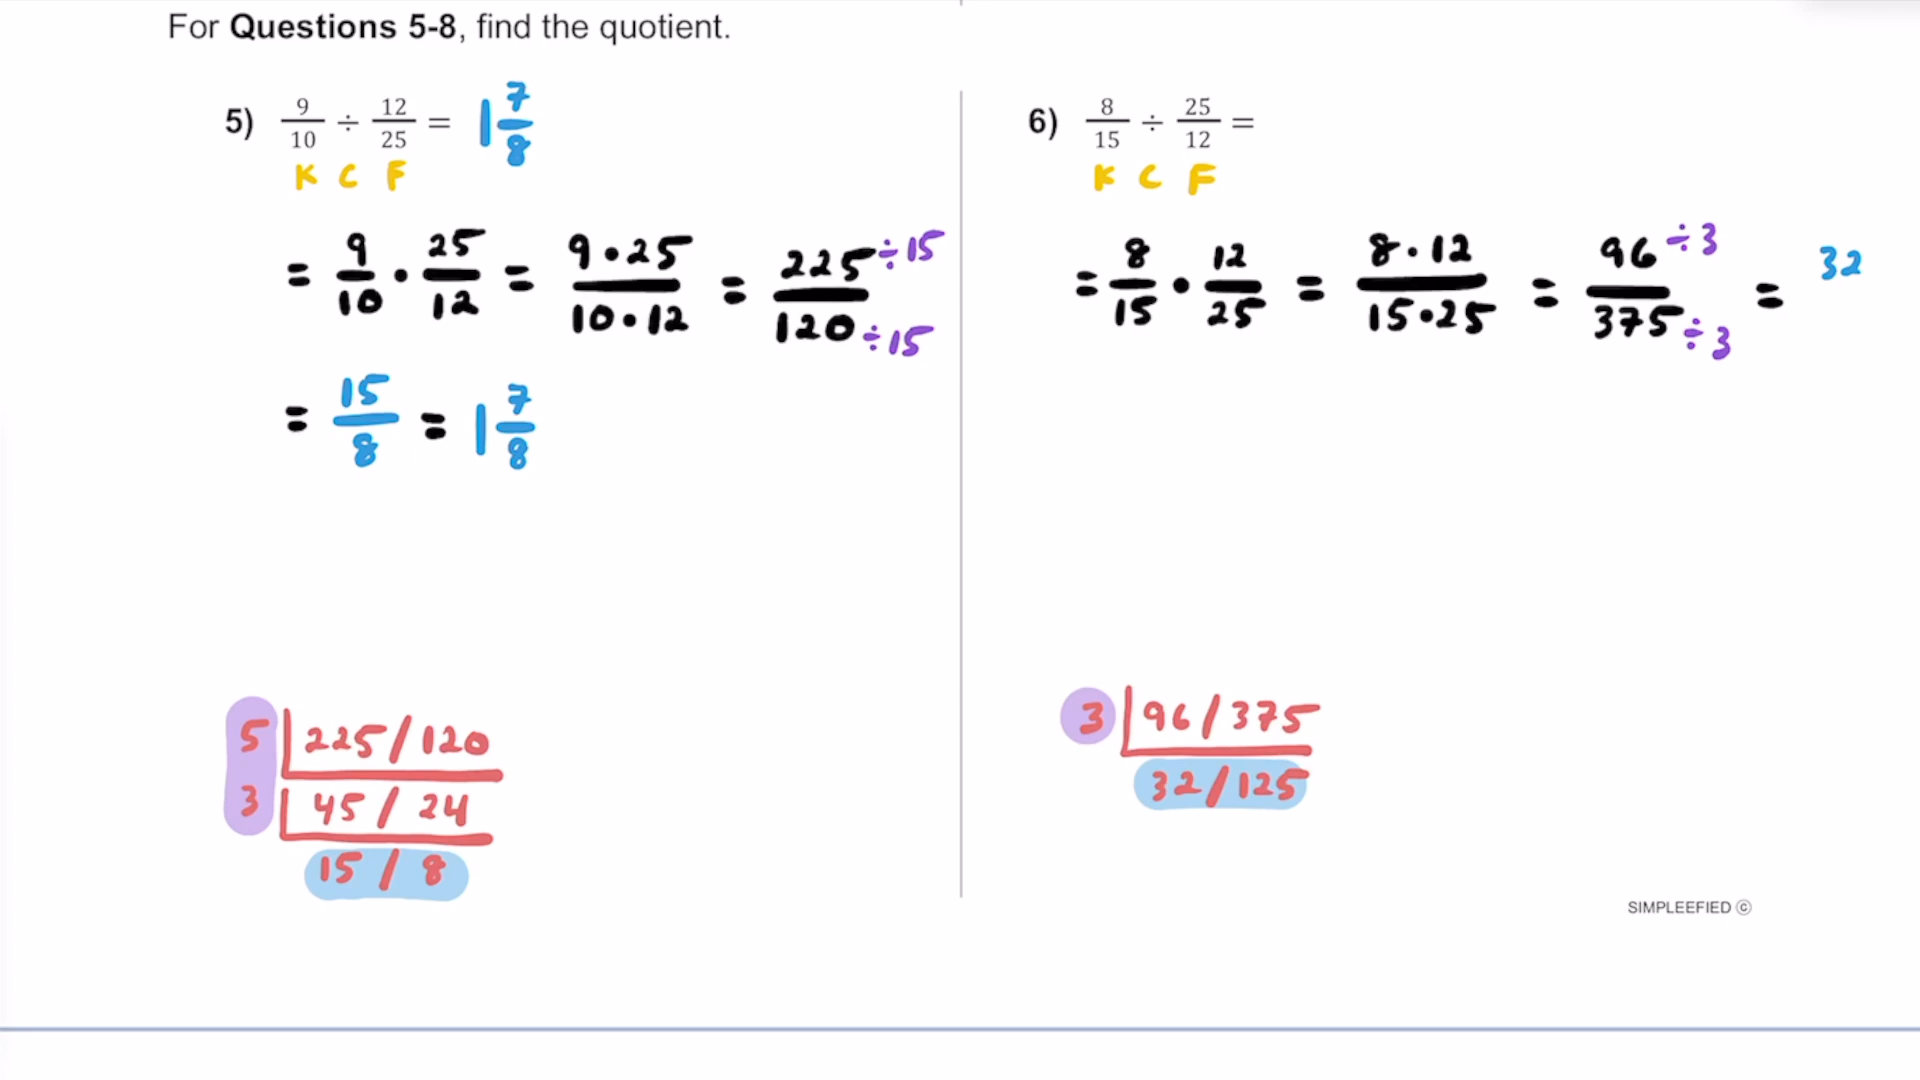 For Questions 5-8, find the quotient.
5) 9/10 ÷ 12/25 = 1 7/8
K C F
= 9/10 • 25/12 = 9•25/10•12 = 225 ÷15/120 ÷15
= 15/8 = 1 7/8
5 225/120
3 45/24
15/8
6) 8/15 ÷ 25/12 =
K C F
= 8/15 • 12/25 = 8•12/15•25 = 96 ÷3/375 ÷3 = 32
3 96/375
32/125
SIMPLEEFIED ©